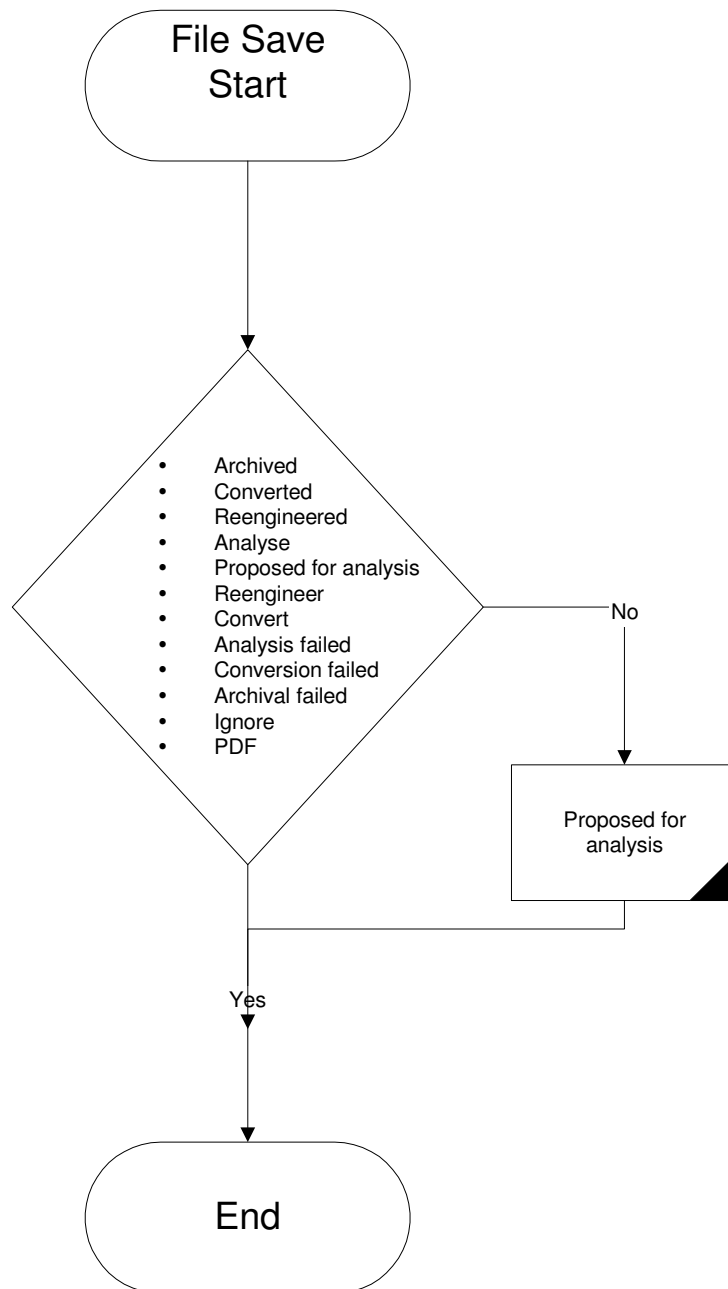 File Save
Start
• Archived
• Converted
• Reengineered
• Analyse
• Proposed for analysis
• Reengineer
• Convert
• Analysis failed
• Conversion failed
• Archival failed
• Ignore
• PDF
No
Proposed for
analysis
Yes
End